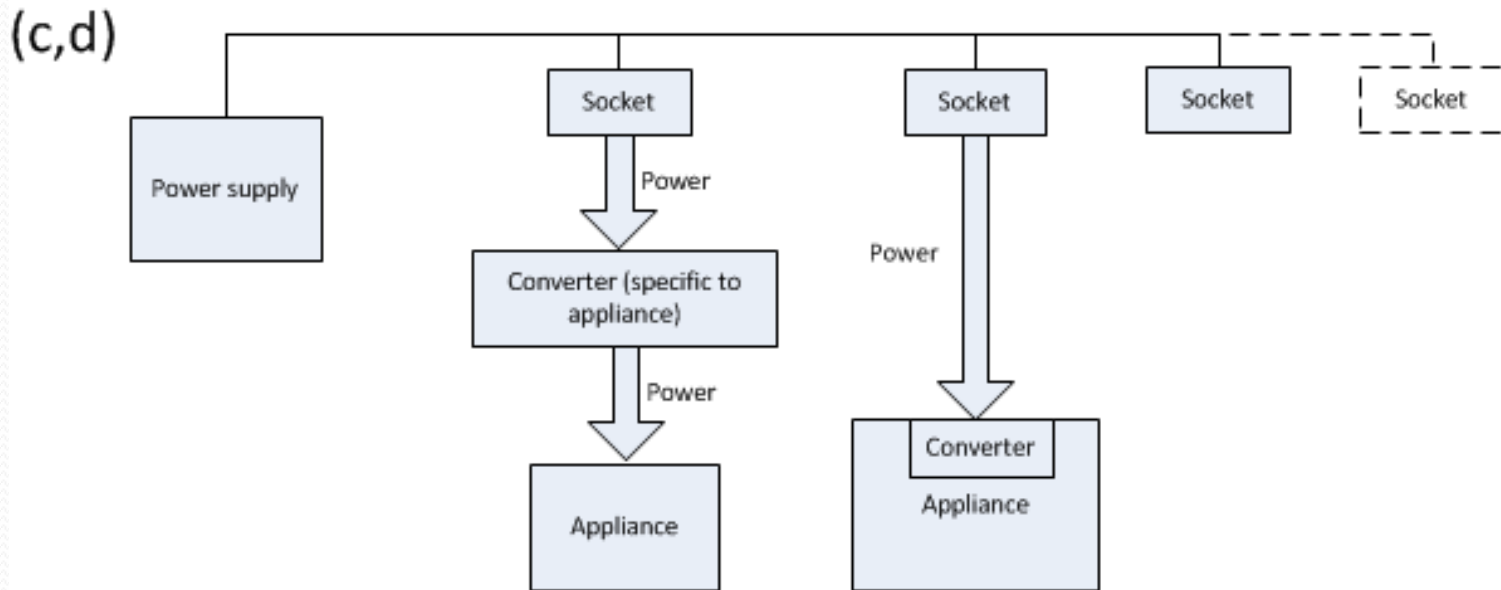 (c,d)
Socket
Socket
Socket
Socket
Power supply
Power
Power
Converter (specific to
appliance)
Power
Converter
Appliance
Appliance